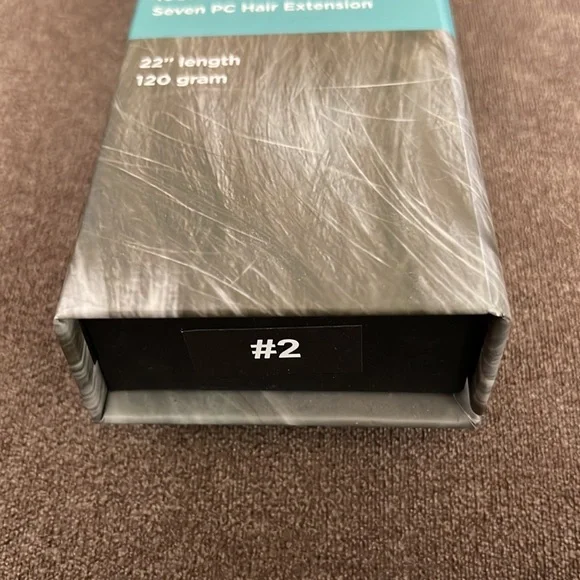 Seven PC Hair Extension
22" length
120 gram
#2